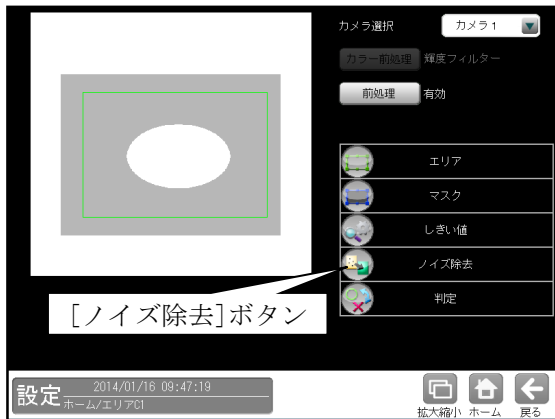 カメラ選択
カメラ1
カラー前処理
輝度フィルター
前処理
有効
エリア
マスク
しきい値
ノイズ除去
判定
[ノイズ除去]ボタン
設定
2014/01/16 09:47:19
ホーム/エリアC1
拡大縮小
ホーム
戻る